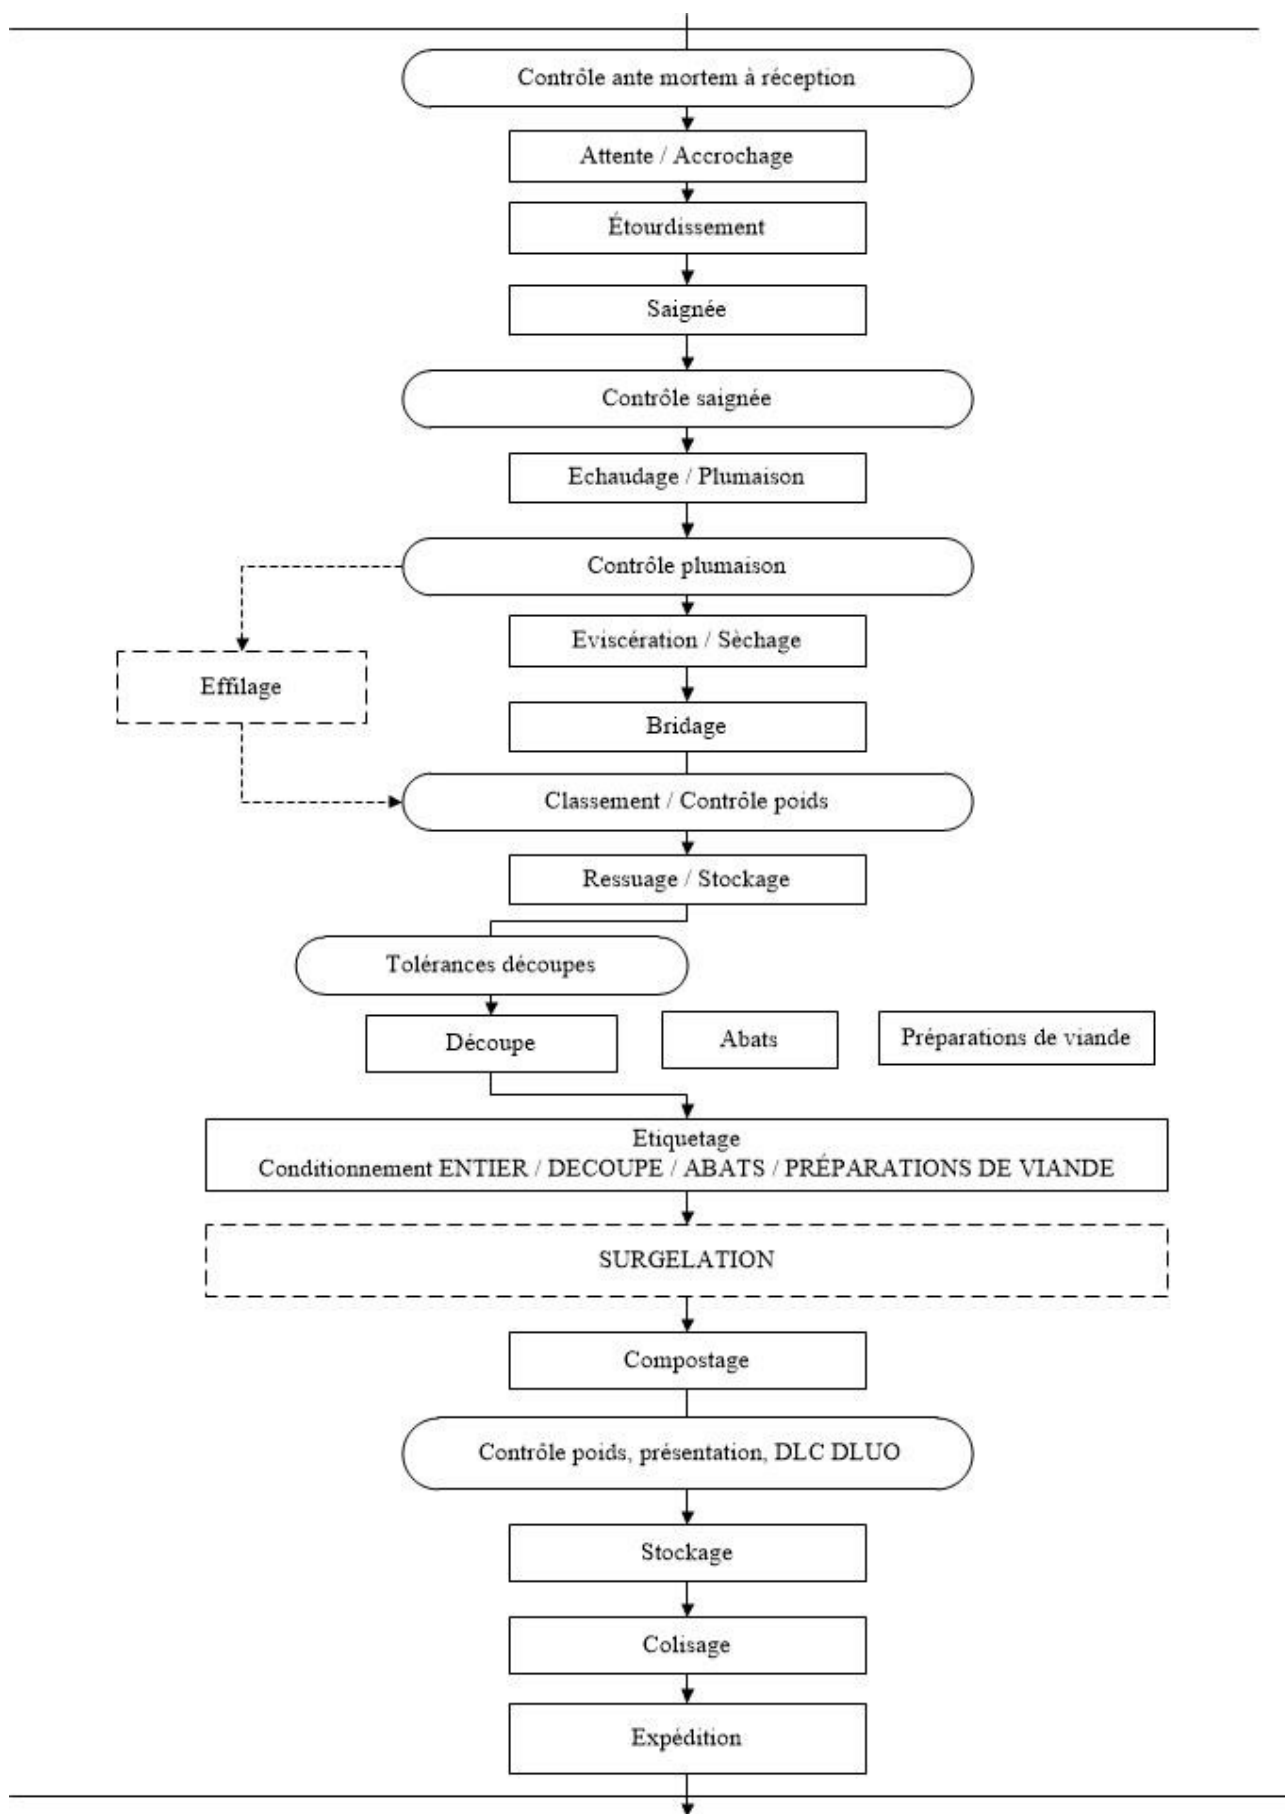 Contrôle ante mortem à réception
Attente / Accrochage
Étourdissement
Saignée
Contrôle saignée
Echaudage / Plumaison
Contrôle plumaison
Eviscération / Sèchage
Effilage
Bridage
Classement / Contrôle poids
Ressuage / Stockage
Tolérances découpes
Découpe
Abats
Préparations de viande
Etiquetage
Conditionnement ENTIER / DECOUPE / ABATS / PRÉPARATIONS DE VIANDE
SURGELATION
Compostage
Contrôle poids, présentation, DLC DLUO
Stockage
Colisage
Expédition